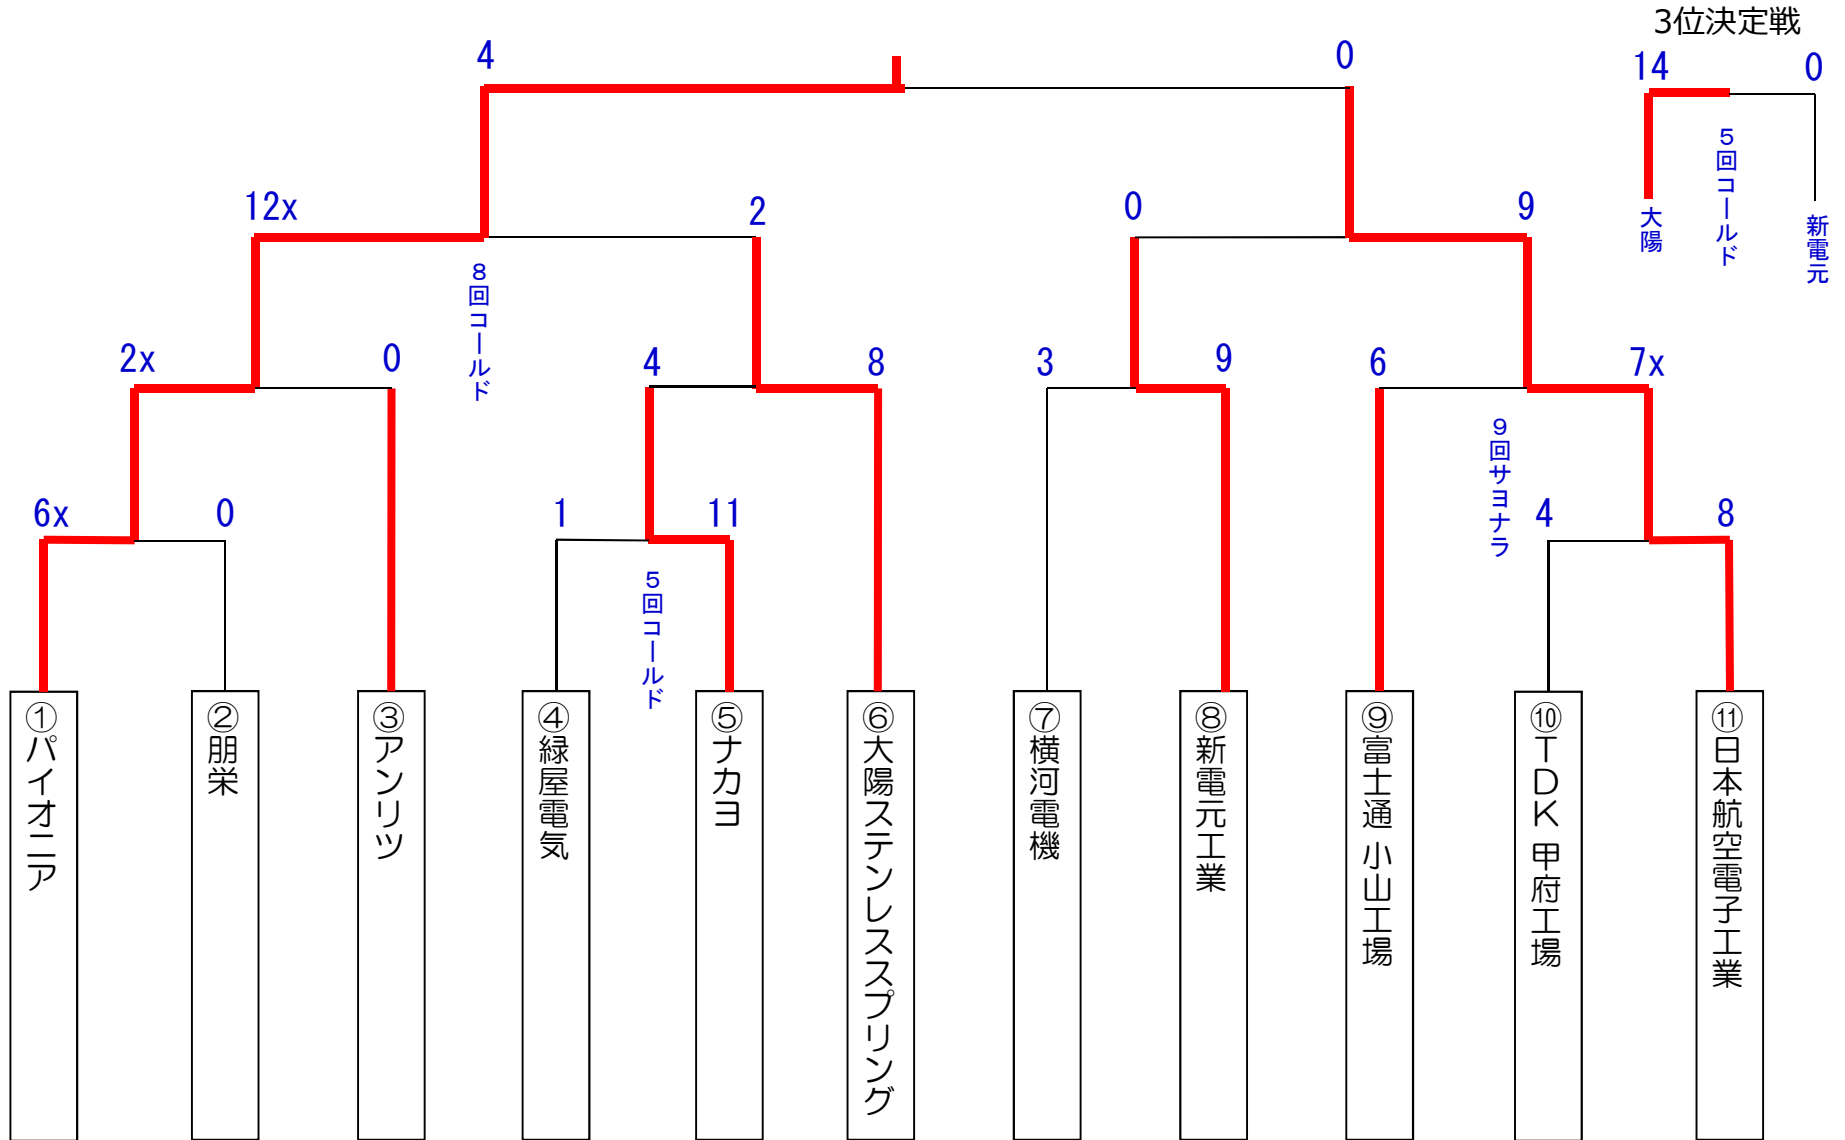 3位決定戦
4
0
14
0
5回コールド
大陽
新電元
12x
2
0
9
8回コールド
2x
0
4
8
3
9
6
7x
9回サヨナラ
6x
0
1
11
4
8
5回コールド
①パイオニア
②朋栄
③アンリツ
④緑屋電気
⑤ナカヨ
⑥大陽ステンレススプリング
⑦横河電機
⑧新電元工業
⑨富士通 小山工場
⑩TDK 甲府工場
⑪日本航空電子工業